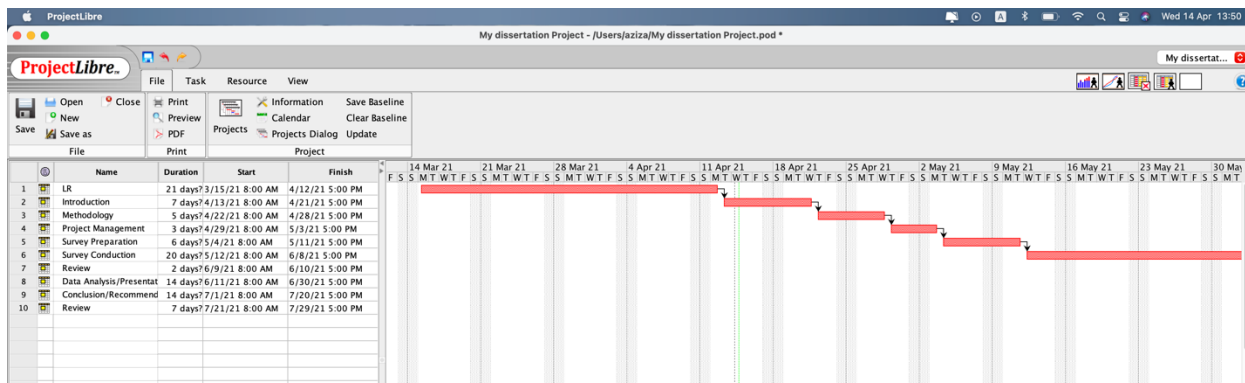 ProjectLibre A Wed 14 Apr 13:50
My dissertation Project - /Users/aziza/My dissertation Project.pod *
ProjectLibre™ My dissertat...
File Task Resource View
Save Open New Save as Close File
Print Preview PDF Print
Projects Information Calendar Projects Dialog Save Baseline Clear Baseline Update Project
Name Duration Start Finish
14 Mar 21 21 Mar 21 28 Mar 21 4 Apr 21 11 Apr 21 18 Apr 21 25 Apr 21 2 May 21 9 May 21 16 May 21 23 May 21 30 May
F S S M T W T F S S M T W T F S S M T W T F S S M T W T F S S M T W T F S S M T W T F S S M T W T F S S M T W T F S S M T W T F S S M T W T F S S M T W T F S S M T
1 LR 21 days? 3/15/21 8:00 AM 4/12/21 5:00 PM
2 Introduction 7 days? 4/13/21 8:00 AM 4/21/21 5:00 PM
3 Methodology 5 days? 4/22/21 8:00 AM 4/28/21 5:00 PM
4 Project Management 3 days? 4/29/21 8:00 AM 5/3/21 5:00 PM
5 Survey Preparation 6 days? 5/4/21 8:00 AM 5/11/21 5:00 PM
6 Survey Conduction 20 days? 5/12/21 8:00 AM 6/8/21 5:00 PM
7 Review 2 days? 6/9/21 8:00 AM 6/10/21 5:00 PM
8 Data Analysis/Presentat 14 days? 6/11/21 8:00 AM 6/30/21 5:00 PM
9 Conclusion/Recommend 14 days? 7/1/21 8:00 AM 7/20/21 5:00 PM
10 Review 7 days? 7/21/21 8:00 AM 7/29/21 5:00 PM